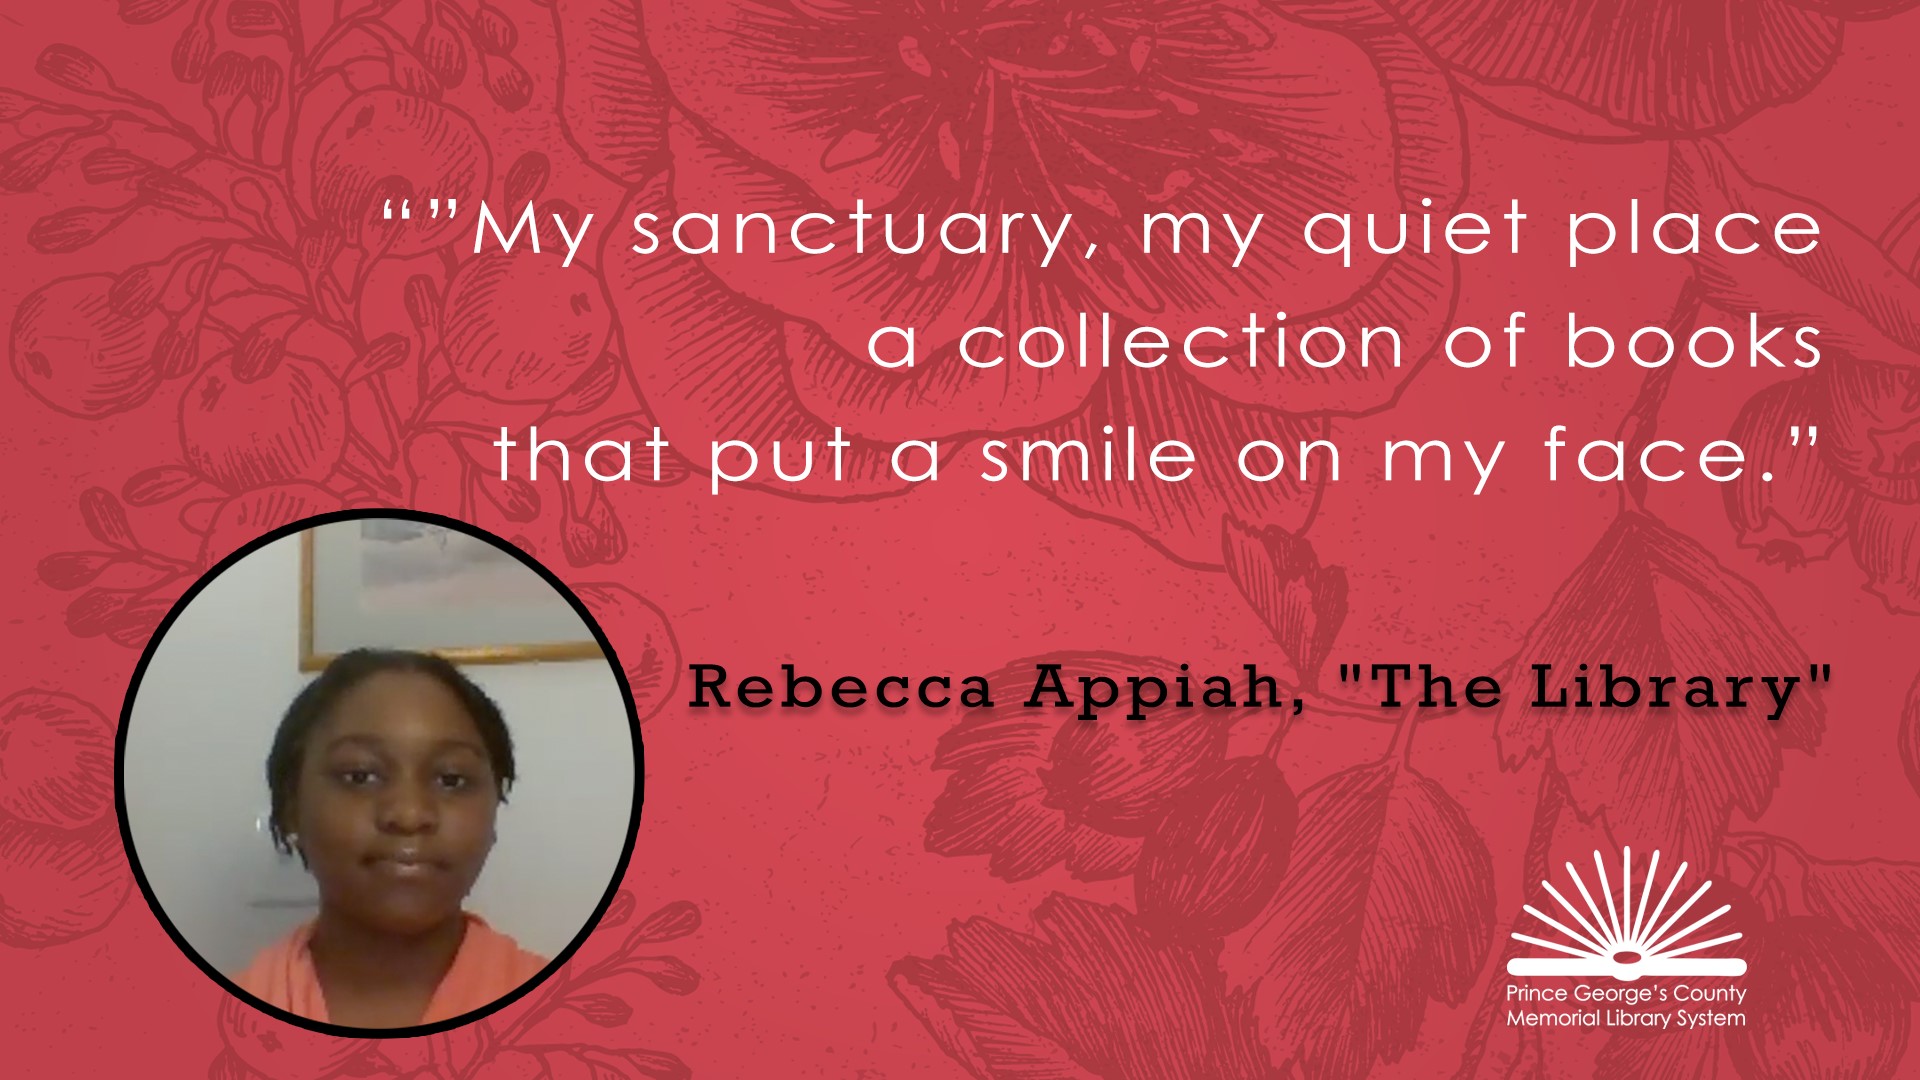 “”My sanctuary, my quiet place
a collection of books
that put a smile on my face.”
Rebecca Appiah, "The Library"
Prince George’s County
Memorial Library System